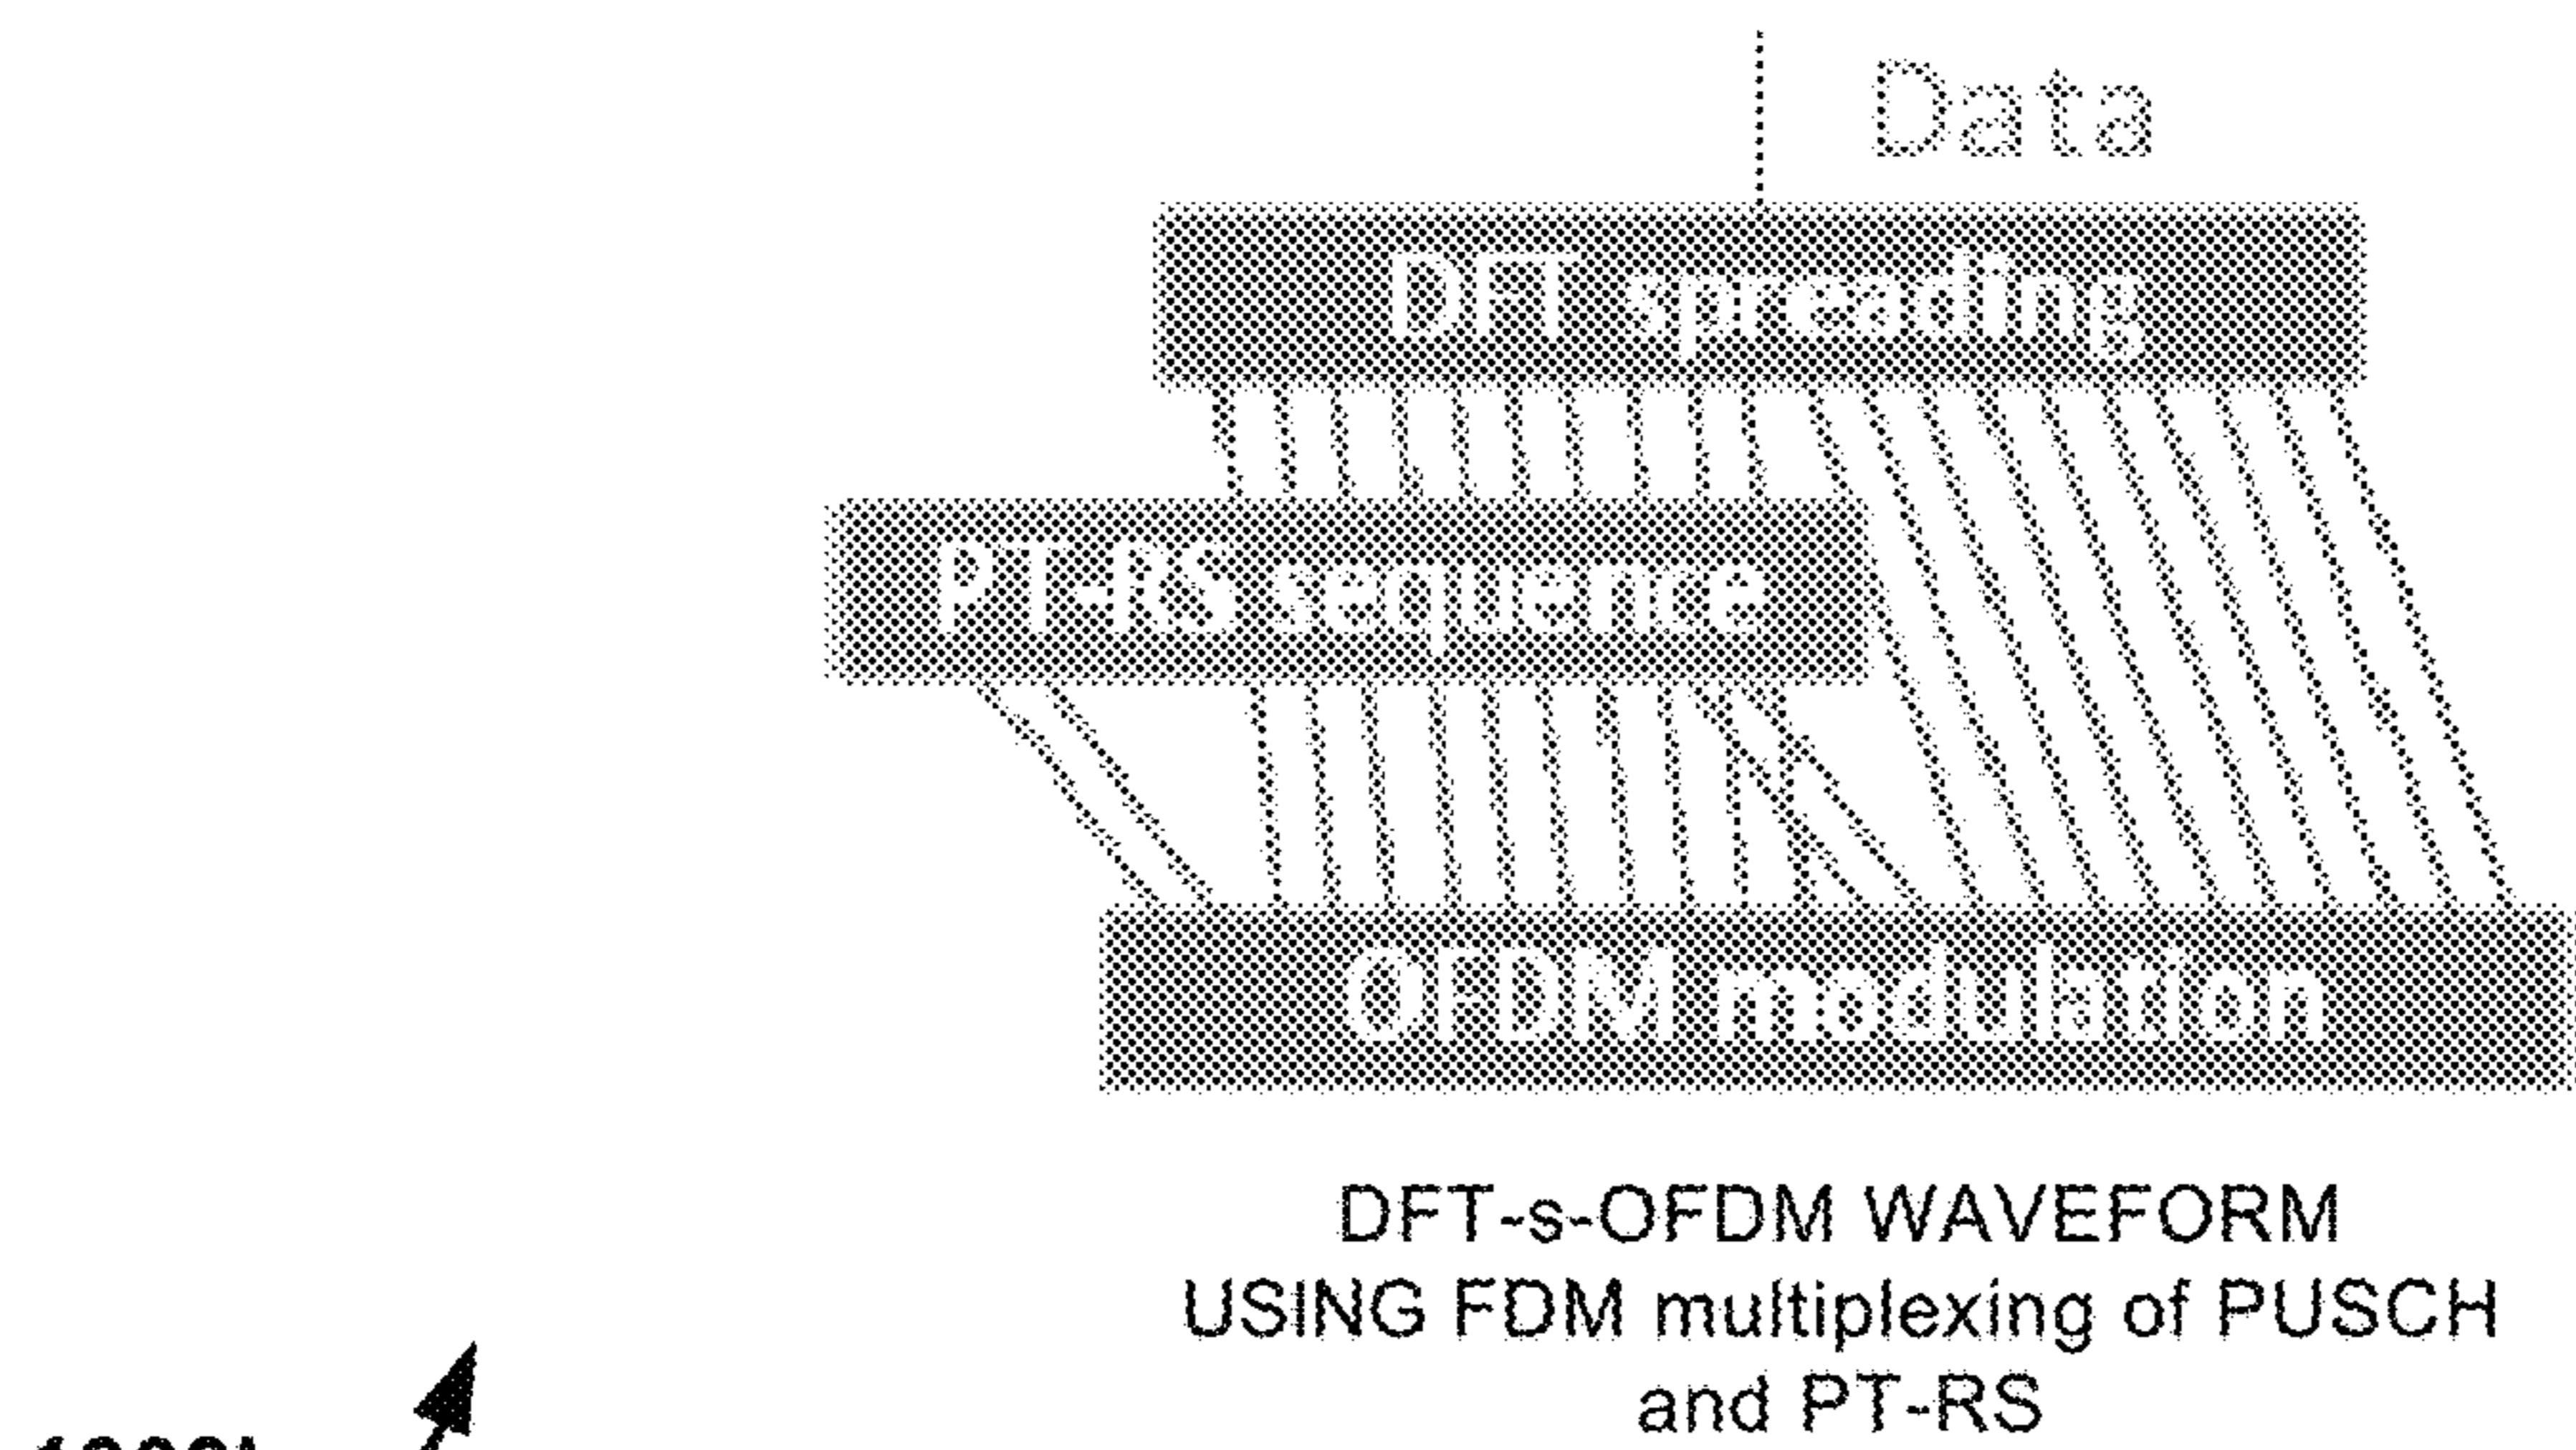 Data
DFT spreading
PT-RS sequence
OFDM modulation
DFT-s-OFDM WAVEFORM
USING FDM multiplexing of PUSCH
and PT-RS